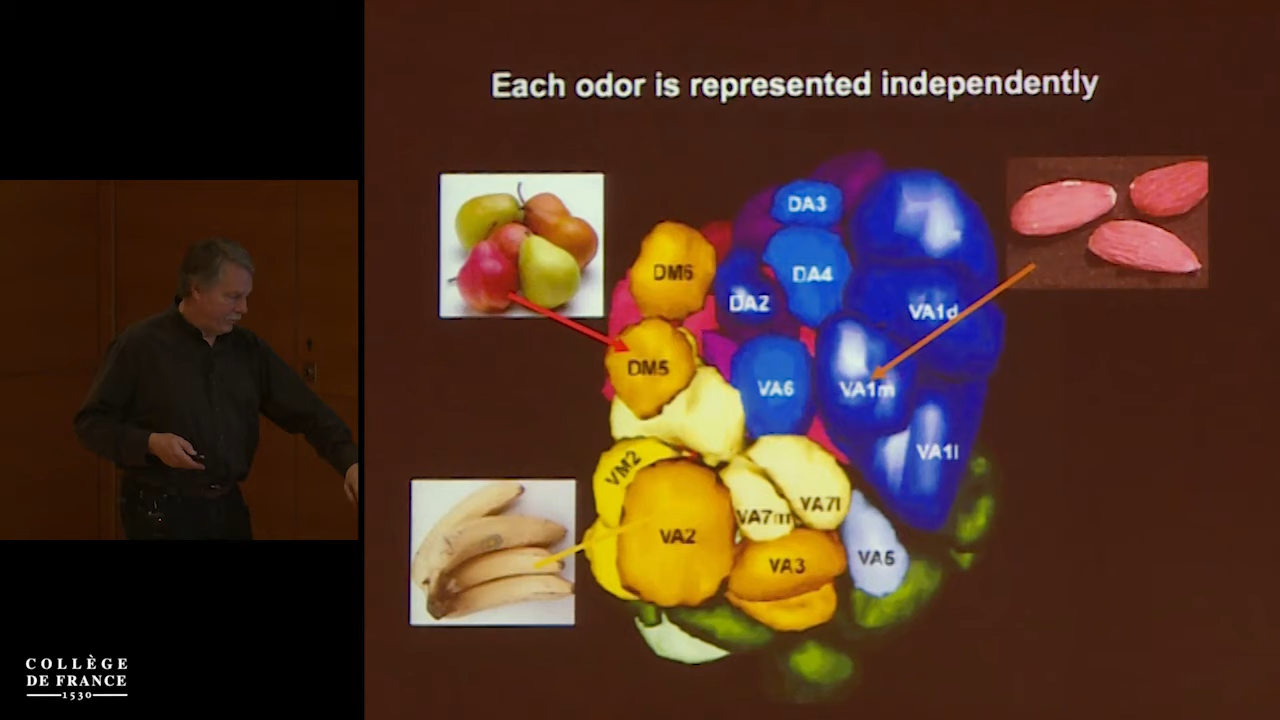 Each odor is represented independently
DA3
DM6
DA4
DA2
VA1d
DM5
VA6
VA1m
VA1l
VM2
VA7l
VA7m
VA2
VA5
VA3
COLLÈGE
DE FRANCE
1530